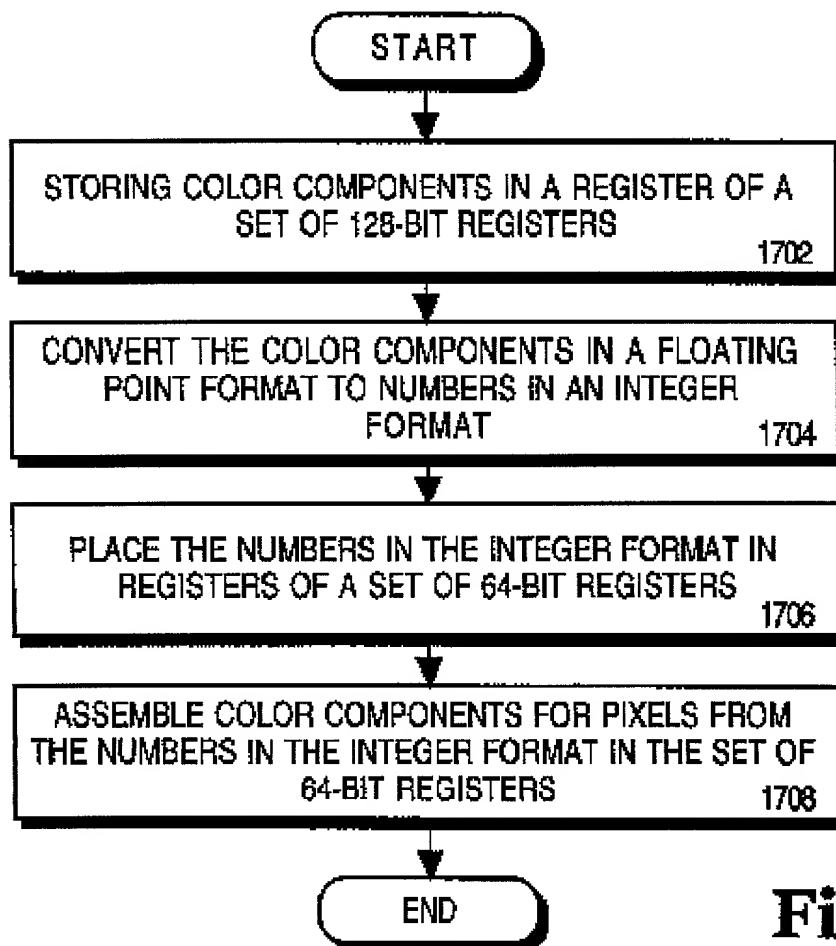 START
STORING COLOR COMPONENTS IN A REGISTER OF A
SET OF 128-BIT REGISTERS
1702
CONVERT THE COLOR COMPONENTS IN A FLOATING
POINT FORMAT TO NUMBERS IN AN INTEGER
FORMAT
1704
PLACE THE NUMBERS IN THE INTEGER FORMAT IN
REGISTERS OF A SET OF 64-BIT REGISTERS
1706
ASSEMBLE COLOR COMPONENTS FOR PIXELS FROM
THE NUMBERS IN THE INTEGER FORMAT IN THE SET OF
64-BIT REGISTERS
1708
END
Fi